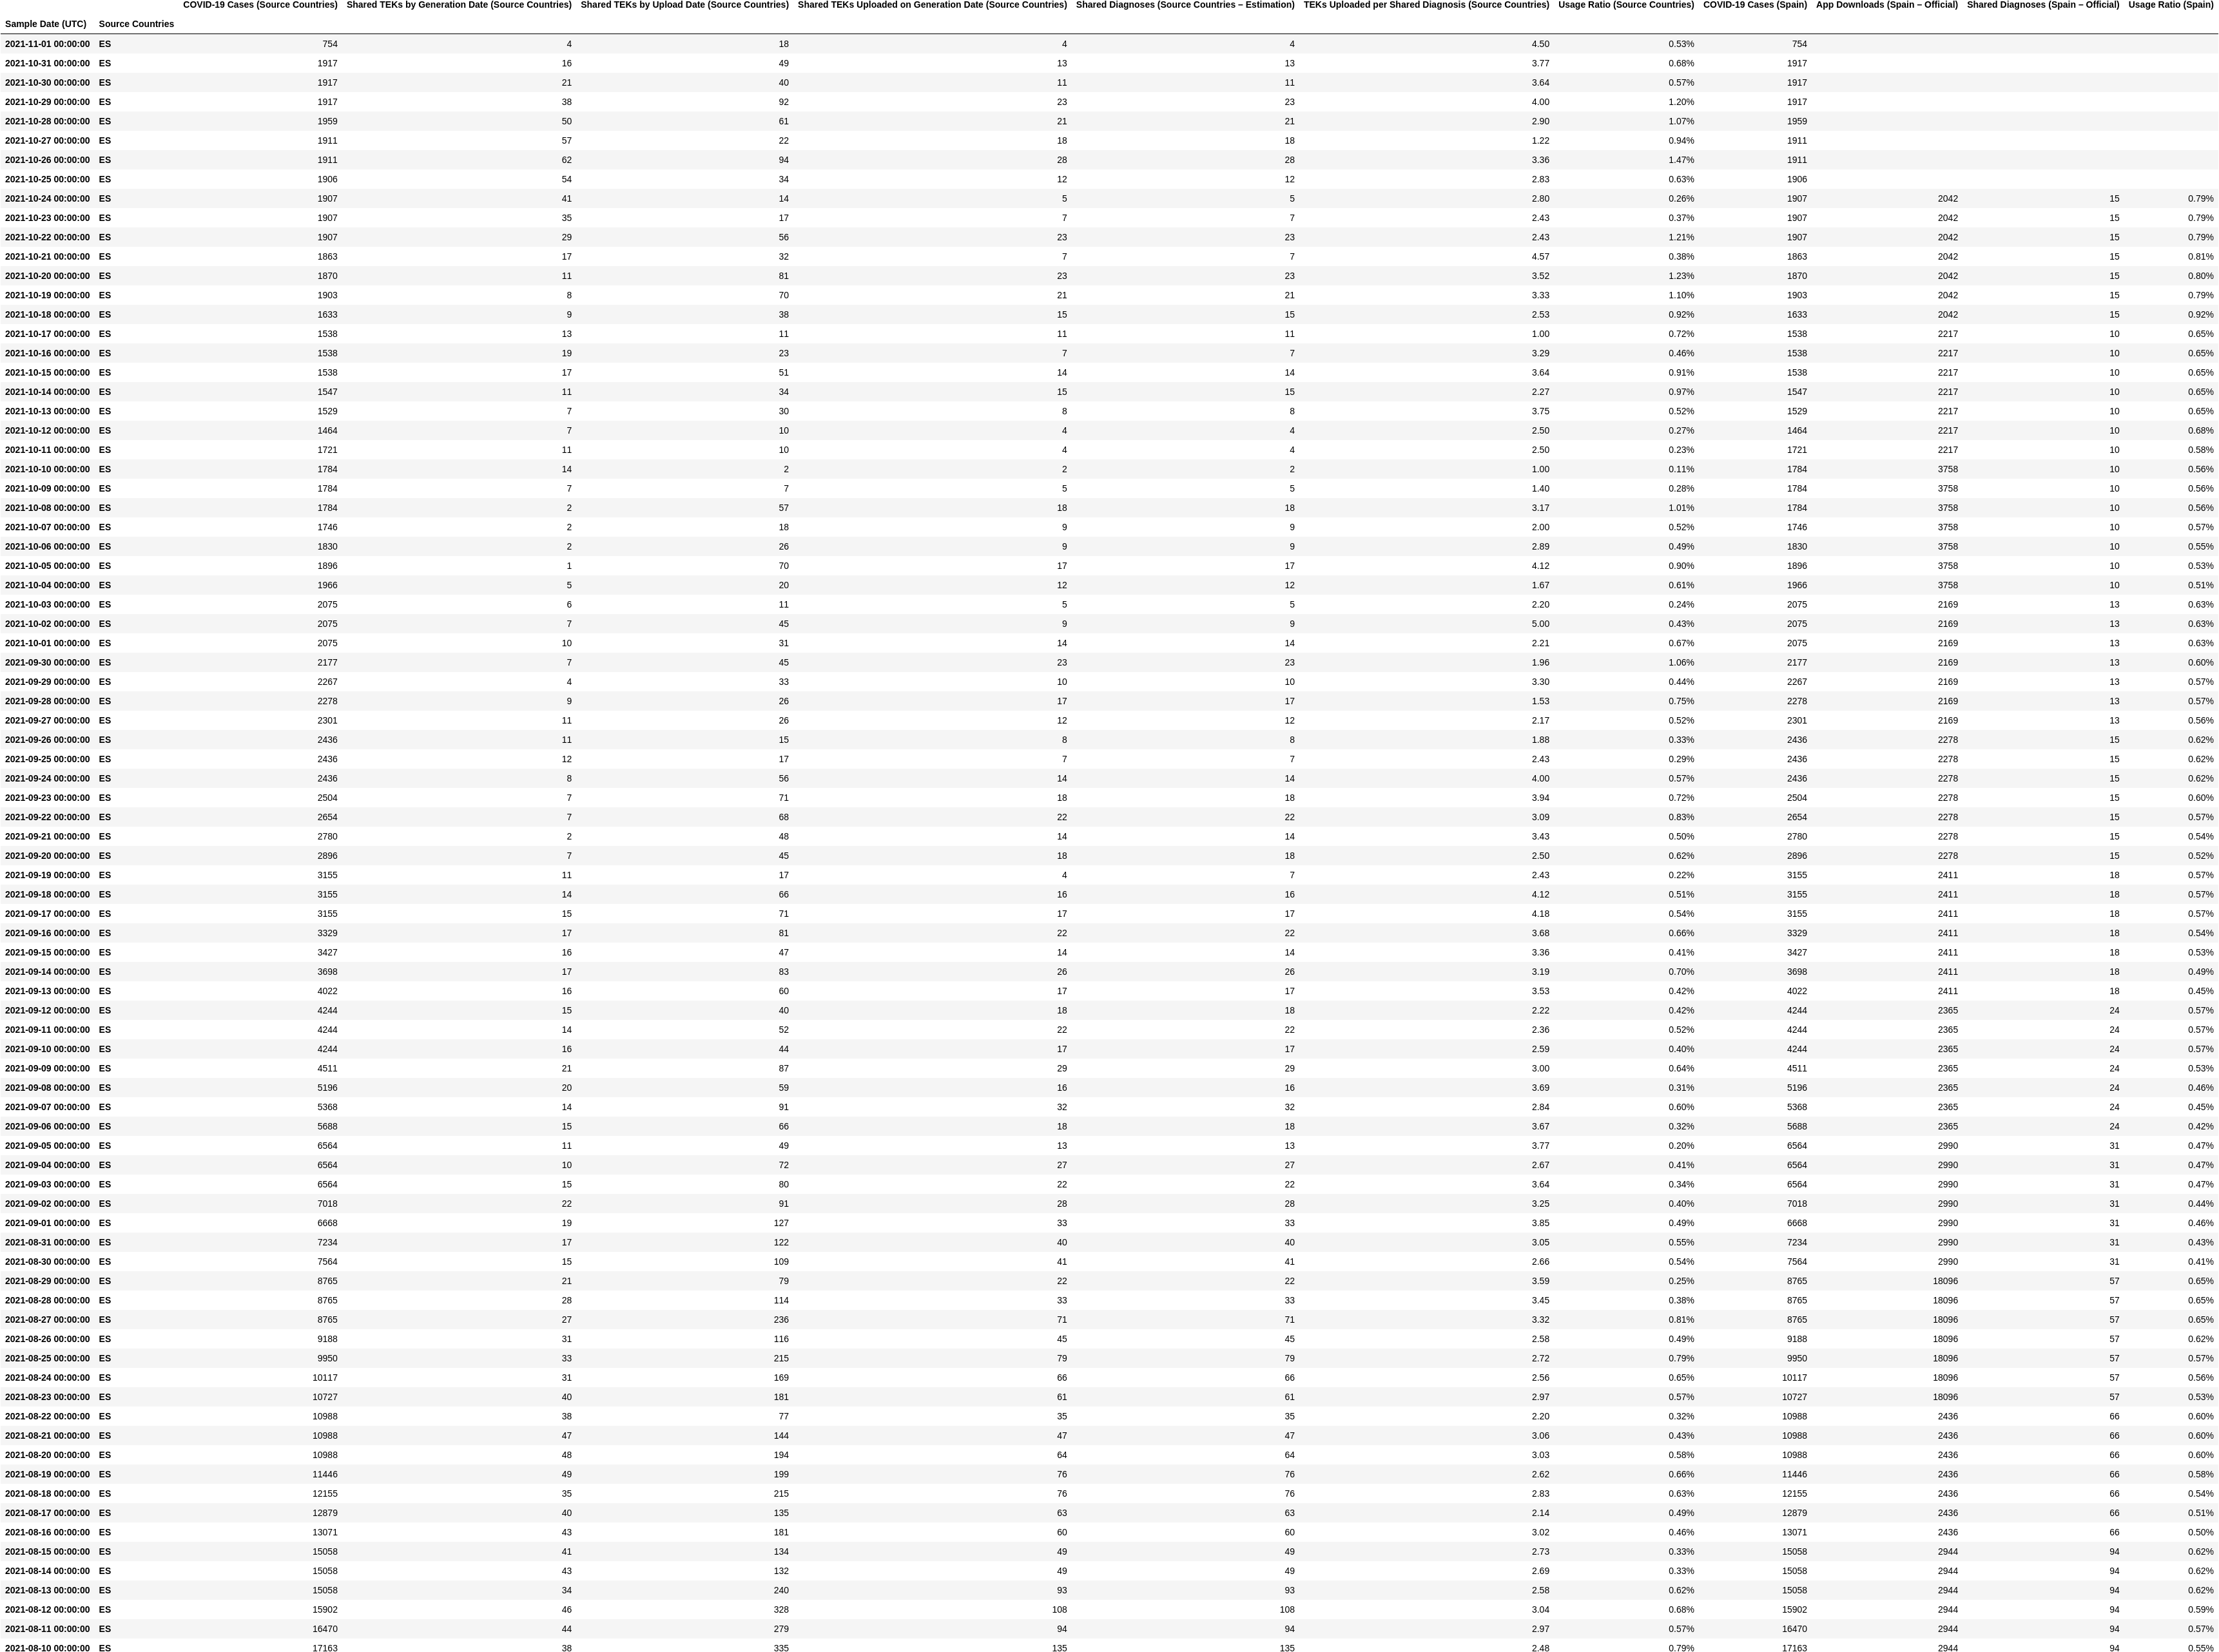 COVID-19 Cases (Source Countries) Shared TEKs by Generation Date (Source Countries) Shared TEKs by Upload Date (Source Countries) Shared TEKs Uploaded on Generation Date (Source Countries) Shared Diagnoses (Source Countries – Estimation) TEKs Uploaded per Shared Diagnosis (Source Countries) Usage Ratio (Source Countries) COVID-19 Cases (Spain) App Downloads (Spain – Official) Shared Diagnoses (Spain – Official) Usage Ratio (Spain)
Sample Date (UTC) Source Countries
2021-11-01 00:00:00 ES 754 4 18 4 4 4.50 0.53% 754
2021-10-31 00:00:00 ES 1917 16 49 13 13 3.77 0.68% 1917
2021-10-30 00:00:00 ES 1917 21 40 11 11 3.64 0.57% 1917
2021-10-29 00:00:00 ES 1917 38 92 23 23 4.00 1.20% 1917
2021-10-28 00:00:00 ES 1959 50 61 21 21 2.90 1.07% 1959
2021-10-27 00:00:00 ES 1911 57 22 18 18 1.22 0.94% 1911
2021-10-26 00:00:00 ES 1911 62 94 28 28 3.36 1.47% 1911
2021-10-25 00:00:00 ES 1906 54 34 12 12 2.83 0.63% 1906
2021-10-24 00:00:00 ES 1907 41 14 5 5 2.80 0.26% 1907 2042 15 0.79%
2021-10-23 00:00:00 ES 1907 35 17 7 7 2.43 0.37% 1907 2042 15 0.79%
2021-10-22 00:00:00 ES 1907 29 56 23 23 2.43 1.21% 1907 2042 15 0.79%
2021-10-21 00:00:00 ES 1863 17 32 7 7 4.57 0.38% 1863 2042 15 0.81%
2021-10-20 00:00:00 ES 1870 11 81 23 23 3.52 1.23% 1870 2042 15 0.80%
2021-10-19 00:00:00 ES 1903 8 70 21 21 3.33 1.10% 1903 2042 15 0.79%
2021-10-18 00:00:00 ES 1633 9 38 15 15 2.53 0.92% 1633 2042 15 0.92%
2021-10-17 00:00:00 ES 1538 13 11 11 11 1.00 0.72% 1538 2217 10 0.65%
2021-10-16 00:00:00 ES 1538 19 23 7 7 3.29 0.46% 1538 2217 10 0.65%
2021-10-15 00:00:00 ES 1538 17 51 14 14 3.64 0.91% 1538 2217 10 0.65%
2021-10-14 00:00:00 ES 1547 11 34 15 15 2.27 0.97% 1547 2217 10 0.65%
2021-10-13 00:00:00 ES 1529 7 30 8 8 3.75 0.52% 1529 2217 10 0.65%
2021-10-12 00:00:00 ES 1464 7 10 4 4 2.50 0.27% 1464 2217 10 0.68%
2021-10-11 00:00:00 ES 1721 11 10 4 4 2.50 0.23% 1721 2217 10 0.58%
2021-10-10 00:00:00 ES 1784 14 2 2 2 1.00 0.11% 1784 3758 10 0.56%
2021-10-09 00:00:00 ES 1784 7 7 5 5 1.40 0.28% 1784 3758 10 0.56%
2021-10-08 00:00:00 ES 1784 2 57 18 18 3.17 1.01% 1784 3758 10 0.56%
2021-10-07 00:00:00 ES 1746 2 18 9 9 2.00 0.52% 1746 3758 10 0.57%
2021-10-06 00:00:00 ES 1830 2 26 9 9 2.89 0.49% 1830 3758 10 0.55%
2021-10-05 00:00:00 ES 1896 1 70 17 17 4.12 0.90% 1896 3758 10 0.53%
2021-10-04 00:00:00 ES 1966 5 20 12 12 1.67 0.61% 1966 3758 10 0.51%
2021-10-03 00:00:00 ES 2075 6 11 5 5 2.20 0.24% 2075 2169 13 0.63%
2021-10-02 00:00:00 ES 2075 7 45 9 9 5.00 0.43% 2075 2169 13 0.63%
2021-10-01 00:00:00 ES 2075 10 31 14 14 2.21 0.67% 2075 2169 13 0.63%
2021-09-30 00:00:00 ES 2177 7 45 23 23 1.96 1.06% 2177 2169 13 0.60%
2021-09-29 00:00:00 ES 2267 4 33 10 10 3.30 0.44% 2267 2169 13 0.57%
2021-09-28 00:00:00 ES 2278 9 26 17 17 1.53 0.75% 2278 2169 13 0.57%
2021-09-27 00:00:00 ES 2301 11 26 12 12 2.17 0.52% 2301 2169 13 0.56%
2021-09-26 00:00:00 ES 2436 11 15 8 8 1.88 0.33% 2436 2278 15 0.62%
2021-09-25 00:00:00 ES 2436 12 17 7 7 2.43 0.29% 2436 2278 15 0.62%
2021-09-24 00:00:00 ES 2436 8 56 14 14 4.00 0.57% 2436 2278 15 0.62%
2021-09-23 00:00:00 ES 2504 7 71 18 18 3.94 0.72% 2504 2278 15 0.60%
2021-09-22 00:00:00 ES 2654 7 68 22 22 3.09 0.83% 2654 2278 15 0.57%
2021-09-21 00:00:00 ES 2780 2 48 14 14 3.43 0.50% 2780 2278 15 0.54%
2021-09-20 00:00:00 ES 2896 7 45 18 18 2.50 0.62% 2896 2278 15 0.52%
2021-09-19 00:00:00 ES 3155 11 17 4 7 2.43 0.22% 3155 2411 18 0.57%
2021-09-18 00:00:00 ES 3155 14 66 16 16 4.12 0.51% 3155 2411 18 0.57%
2021-09-17 00:00:00 ES 3155 15 71 17 17 4.18 0.54% 3155 2411 18 0.57%
2021-09-16 00:00:00 ES 3329 17 81 22 22 3.68 0.66% 3329 2411 18 0.54%
2021-09-15 00:00:00 ES 3427 16 47 14 14 3.36 0.41% 3427 2411 18 0.53%
2021-09-14 00:00:00 ES 3698 17 83 26 26 3.19 0.70% 3698 2411 18 0.49%
2021-09-13 00:00:00 ES 4022 16 60 17 17 3.53 0.42% 4022 2411 18 0.45%
2021-09-12 00:00:00 ES 4244 15 40 18 18 2.22 0.42% 4244 2365 24 0.57%
2021-09-11 00:00:00 ES 4244 14 52 22 22 2.36 0.52% 4244 2365 24 0.57%
2021-09-10 00:00:00 ES 4244 16 44 17 17 2.59 0.40% 4244 2365 24 0.57%
2021-09-09 00:00:00 ES 4511 21 87 29 29 3.00 0.64% 4511 2365 24 0.53%
2021-09-08 00:00:00 ES 5196 20 59 16 16 3.69 0.31% 5196 2365 24 0.46%
2021-09-07 00:00:00 ES 5368 14 91 32 32 2.84 0.60% 5368 2365 24 0.45%
2021-09-06 00:00:00 ES 5688 15 66 18 18 3.67 0.32% 5688 2365 24 0.42%
2021-09-05 00:00:00 ES 6564 11 49 13 13 3.77 0.20% 6564 2990 31 0.47%
2021-09-04 00:00:00 ES 6564 10 72 27 27 2.67 0.41% 6564 2990 31 0.47%
2021-09-03 00:00:00 ES 6564 15 80 22 22 3.64 0.34% 6564 2990 31 0.47%
2021-09-02 00:00:00 ES 7018 22 91 28 28 3.25 0.40% 7018 2990 31 0.44%
2021-09-01 00:00:00 ES 6668 19 127 33 33 3.85 0.49% 6668 2990 31 0.46%
2021-08-31 00:00:00 ES 7234 17 122 40 40 3.05 0.55% 7234 2990 31 0.43%
2021-08-30 00:00:00 ES 7564 15 109 41 41 2.66 0.54% 7564 2990 31 0.41%
2021-08-29 00:00:00 ES 8765 21 79 22 22 3.59 0.25% 8765 18096 57 0.65%
2021-08-28 00:00:00 ES 8765 28 114 33 33 3.45 0.38% 8765 18096 57 0.65%
2021-08-27 00:00:00 ES 8765 27 236 71 71 3.32 0.81% 8765 18096 57 0.65%
2021-08-26 00:00:00 ES 9188 31 116 45 45 2.58 0.49% 9188 18096 57 0.62%
2021-08-25 00:00:00 ES 9950 33 215 79 79 2.72 0.79% 9950 18096 57 0.57%
2021-08-24 00:00:00 ES 10117 31 169 66 66 2.56 0.65% 10117 18096 57 0.56%
2021-08-23 00:00:00 ES 10727 40 181 61 61 2.97 0.57% 10727 18096 57 0.53%
2021-08-22 00:00:00 ES 10988 38 77 35 35 2.20 0.32% 10988 2436 66 0.60%
2021-08-21 00:00:00 ES 10988 47 144 47 47 3.06 0.43% 10988 2436 66 0.60%
2021-08-20 00:00:00 ES 10988 48 194 64 64 3.03 0.58% 10988 2436 66 0.60%
2021-08-19 00:00:00 ES 11446 49 199 76 76 2.62 0.66% 11446 2436 66 0.58%
2021-08-18 00:00:00 ES 12155 35 215 76 76 2.83 0.63% 12155 2436 66 0.54%
2021-08-17 00:00:00 ES 12879 40 135 63 63 2.14 0.49% 12879 2436 66 0.51%
2021-08-16 00:00:00 ES 13071 43 181 60 60 3.02 0.46% 13071 2436 66 0.50%
2021-08-15 00:00:00 ES 15058 41 134 49 49 2.73 0.33% 15058 2944 94 0.62%
2021-08-14 00:00:00 ES 15058 43 132 49 49 2.69 0.33% 15058 2944 94 0.62%
2021-08-13 00:00:00 ES 15058 34 240 93 93 2.58 0.62% 15058 2944 94 0.62%
2021-08-12 00:00:00 ES 15902 46 328 108 108 3.04 0.68% 15902 2944 94 0.59%
2021-08-11 00:00:00 ES 16470 44 279 94 94 2.97 0.57% 16470 2944 94 0.57%
2021-08-10 00:00:00 ES 17163 38 335 135 135 2.48 0.79% 17163 2944 94 0.55%